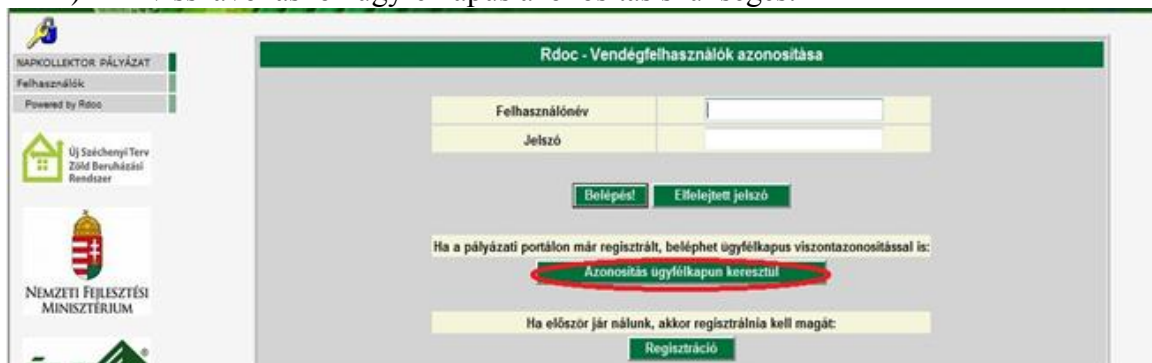 NAPKOLLEKTOR PÁLYÁZAT
Felhasználók
Powered by Rdoc
Új Széchenyi Terv
Zöld Beruházási
Rendszer
NEMZETI FEJLESZTÉSI
MINISZTÉRIUM
Rdoc - Vendégfelhasználók azonosítása
Felhasználónév
Jelszó
Belépés! Elfelejtett jelszó
Ha a pályázati portálon már regisztrált, beléphet ügyfélkapus viszontazonosítással is:
Azonosítás ügyfélkapun keresztül
Ha először jár nálunk, akkor regisztrálnia kell magát:
Regisztráció